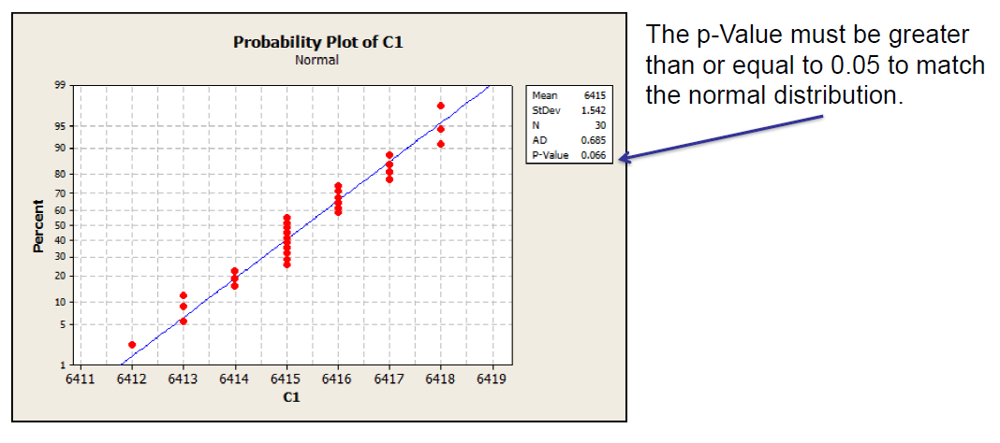 Probability Plot of C1
Normal
The p-Value must be greater
than or equal to 0.05 to match
the normal distribution.
Mean 6415
StDev 1.542
N 30
AD 0.685
P-Value 0.066
Percent
99
95
90
80
70
60
50
40
30
20
10
5
1
6411 6412 6413 6414 6415 6416 6417 6418 6419
C1